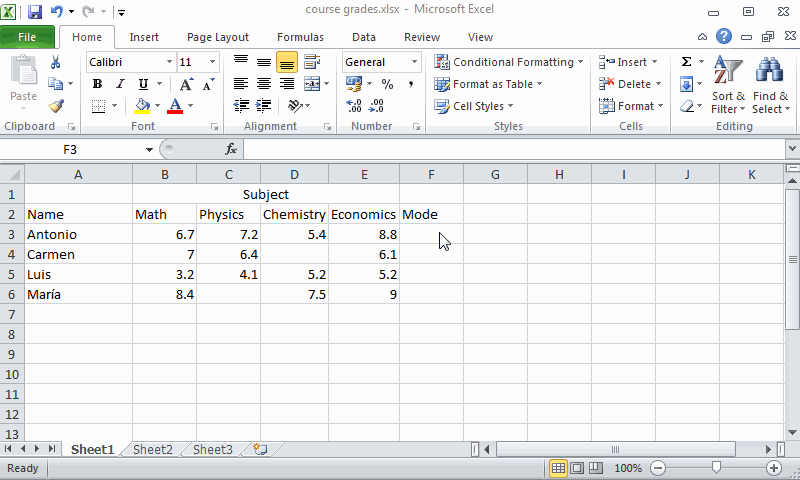 course grades.xlsx - Microsoft Excel
File Home Insert Page Layout Formulas Data Review View
Paste Calibri 11 General Conditional Formatting Insert Σ
B I U A A % , Format as Table Delete Sort & Find &
A Cell Styles Format Filter Select
Clipboard Font Alignment Number Styles Cells Editing
F3 fx
A B C D E F G H I J K
1 Subject
2 Name Math Physics Chemistry Economics Mode
3 Antonio 6.7 7.2 5.4 8.8
4 Carmen 7 6.4 6.1
5 Luis 3.2 4.1 5.2 5.2
6 María 8.4 7.5 9
7
8
9
10
11
12
13
Sheet1 Sheet2 Sheet3
Ready 100%